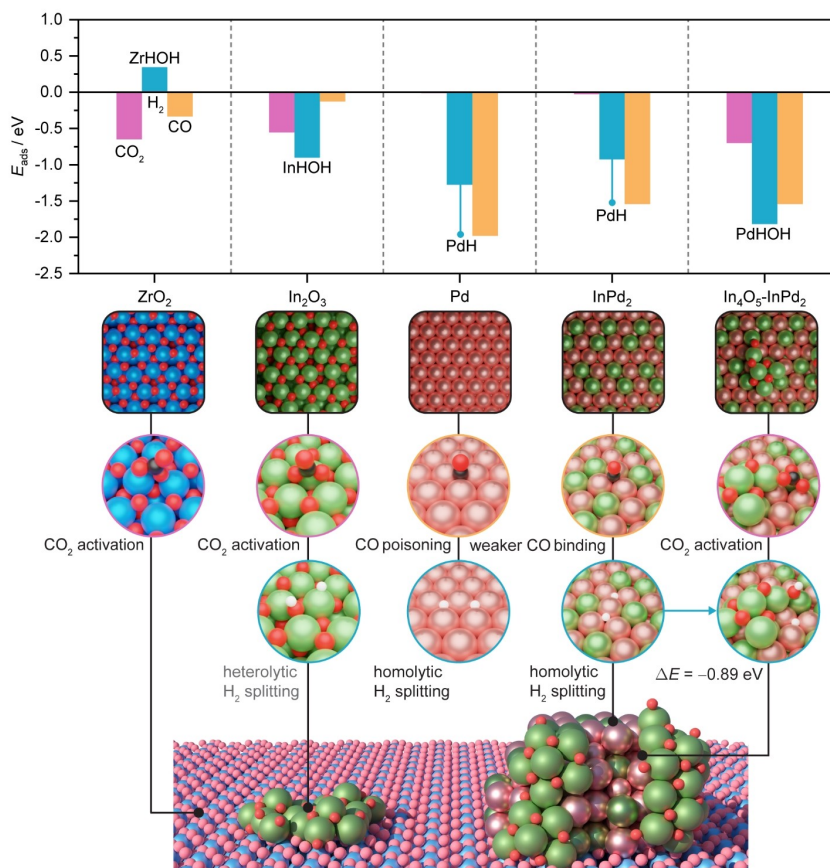 1.0
0.5
0.0
-0.5
-1.0
-1.5
-2.0
-2.5
E_ads / eV
ZrHOH
H₂
CO
CO₂
InHOH
PdH
PdH
PdHOH
ZrO₂
In₂O₃
Pd
InPd₂
In₄O₅-InPd₂
CO₂ activation
CO₂ activation
CO poisoning
weaker CO binding
CO₂ activation
heterolytic
H₂ splitting
homolytic
H₂ splitting
homolytic
H₂ splitting
ΔE = −0.89 eV